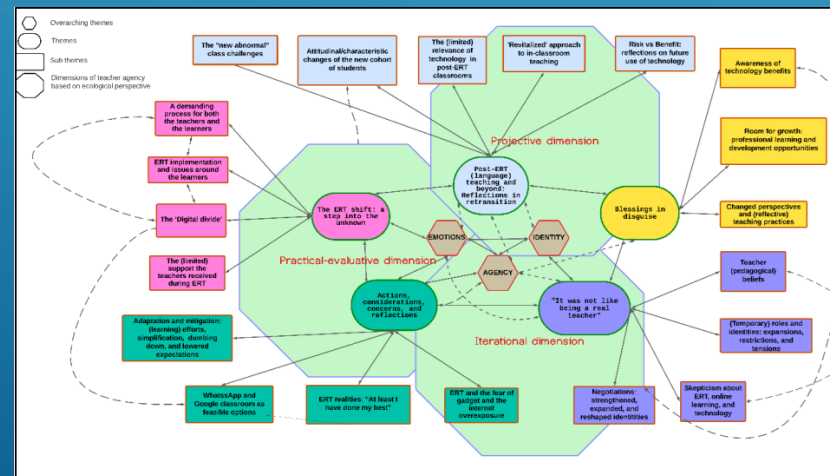 Overarching themes
Themes
Sub themes
Dimensions of teacher agency
based on ecological perspective
The "new abnormal"
class challenges
Attitudinal/characteristic
changes of the new cohort
of students
The (limited)
relevance of
technology in
post-ERT
classrooms
'Revitalized' approach
to in-classroom
teaching
Risk vs Benefit:
reflections on future
use of technology
Awareness of
technology benefits
A demanding
process for both
the teachers and
the learners
Projective dimension
Room for growth:
professional learning and
development opportunities
ERT implementation
and issues around
the learners
Post-ERT
(language)
teaching and
beyond:
Reflections in
retransition
The ERT shift: a
step into the
unknown
Blessings in
disguise
Changed perspectives
and (reflective)
teaching practices
The 'Digital divide'
EMOTIONS
IDENTITY
AGENCY
Practical-evaluative dimension
The (limited)
support the
teachers received
during ERT
Teacher
(pedagogical)
beliefs
Actions,
considerations,
concerns, and
reflections
"It was not like
being a real
teacher"
Adaptation and mitigation:
(learning) efforts,
simplification, dumbing
down, and lowered
expectations
Iterational dimension
(Temporary) roles and
identities: expansions,
restrictions, and
tensions
WhatssApp and
Google classroom as
feasible options
ERT realities: "At least I
have done my best"
ERT and the fear of
gadget and the
internet
overexposure
Negotiations:
strengthened,
expanded, and
reshaped identitities
Skepticism about
ERT, online
learning, and
technology